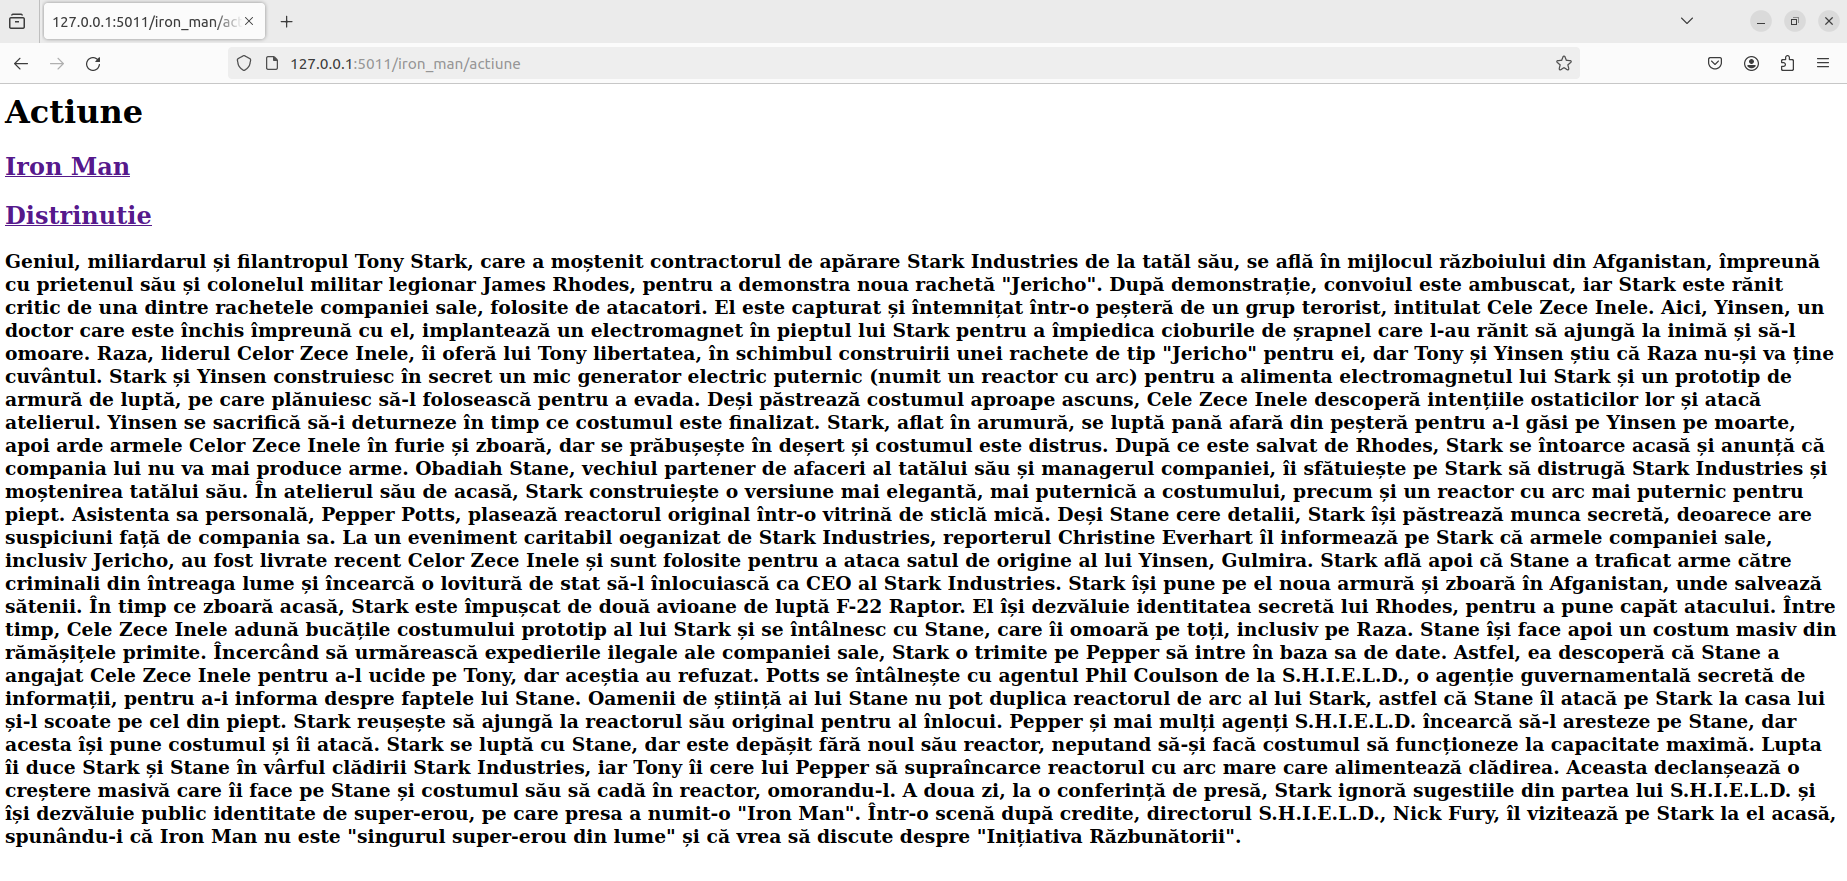 127.0.0.1:5011/iron_man/ac
127.0.0.1:5011/iron_man/actiune
Actiune
Iron Man
Distrinutie
Geniul, miliardarul și filantropul Tony Stark, care a moștenit contractorul de apărare Stark Industries de la tatăl său, se află în mijlocul războiului din Afganistan, împreună
cu prietenul său și colonelul militar legionar James Rhodes, pentru a demonstra noua rachetă "Jericho". După demonstrație, convoiul este ambuscat, iar Stark este rănit
critic de una dintre rachetele companiei sale, folosite de atacatori. El este capturat și întemnițat într-o peșteră de un grup terorist, intitulat Cele Zece Inele. Aici, Yinsen, un
doctor care este închis împreună cu el, implantează un electromagnet în pieptul lui Stark pentru a împiedica cioburile de șrapnel care l-au rănit să ajungă la inimă și să-l
omoare. Raza, liderul Celor Zece Inele, îi oferă lui Tony libertatea, în schimbul construirii unei rachete de tip "Jericho" pentru ei, dar Tony și Yinsen știu că Raza nu-și va ține
cuvântul. Stark și Yinsen construiesc în secret un mic generator electric puternic (numit un reactor cu arc) pentru a alimenta electromagnetul lui Stark și un prototip de
armură de luptă, pe care plănuiesc să-l folosească pentru a evada. Deși păstrează costumul aproape ascuns, Cele Zece Inele descoperă intențiile ostaticilor lor și atacă
atelierul. Yinsen se sacrifică să-i deturneze în timp ce costumul este finalizat. Stark, aflat în arumură, se luptă pană afară din peșteră pentru a-l găsi pe Yinsen pe moarte,
apoi arde armele Celor Zece Inele în furie și zboară, dar se prăbușește în deșert și costumul este distrus. După ce este salvat de Rhodes, Stark se întoarce acasă și anunță că
compania lui nu va mai produce arme. Obadiah Stane, vechiul partener de afaceri al tatălui său și managerul companiei, îi sfătuiește pe Stark să distrugă Stark Industries și
moștenirea tatălui său. În atelierul său de acasă, Stark construiește o versiune mai elegantă, mai puternică a costumului, precum și un reactor cu arc mai puternic pentru
piept. Asistenta sa personală, Pepper Potts, plasează reactorul original într-o vitrină de sticlă mică. Deși Stane cere detalii, Stark își păstrează munca secretă, deoarece are
suspiciuni față de compania sa. La un eveniment caritabil oeganizat de Stark Industries, reporterul Christine Everhart îl informează pe Stark că armele companiei sale,
inclusiv Jericho, au fost livrate recent Celor Zece Inele și sunt folosite pentru a ataca satul de origine al lui Yinsen, Gulmira. Stark află apoi că Stane a traficat arme către
criminali din întreaga lume și încearcă o lovitură de stat să-l înlocuiască ca CEO al Stark Industries. Stark își pune pe el noua armură și zboară în Afganistan, unde salvează
sătenii. În timp ce zboară acasă, Stark este împușcat de două avioane de luptă F-22 Raptor. El își dezvăluie identitatea secretă lui Rhodes, pentru a pune capăt atacului. Între
timp, Cele Zece Inele adună bucățile costumului prototip al lui Stark și se întâlnesc cu Stane, care îi omoară pe toți, inclusiv pe Raza. Stane își face apoi un costum masiv din
rămășițele primite. Încercând să urmărească expedierile ilegale ale companiei sale, Stark o trimite pe Pepper să intre în baza sa de date. Astfel, ea descoperă că Stane a
angajat Cele Zece Inele pentru a-l ucide pe Tony, dar aceștia au refuzat. Potts se întâlnește cu agentul Phil Coulson de la S.H.I.E.L.D., o agenție guvernamentală secretă de
informații, pentru a-i informa despre faptele lui Stane. Oamenii de știință ai lui Stane nu pot duplica reactorul de arc al lui Stark, astfel că Stane îl atacă pe Stark la casa lui
și-l scoate pe cel din piept. Stark reușește să ajungă la reactorul său original pentru al înlocui. Pepper și mai mulți agenți S.H.I.E.L.D. încearcă să-l aresteze pe Stane, dar
acesta își pune costumul și îi atacă. Stark se luptă cu Stane, dar este depășit fără noul său reactor, neputand să-și facă costumul să funcționeze la capacitate maximă. Lupta
îi duce Stark și Stane în vârful clădirii Stark Industries, iar Tony îi cere lui Pepper să supraîncarce reactorul cu arc mare care alimentează clădirea. Aceasta declanșează o
creștere masivă care îi face pe Stane și costumul său să cadă în reactor, omorandu-l. A doua zi, la o conferință de presă, Stark ignoră sugestiile din partea lui S.H.I.E.L.D. și
își dezvăluie public identitate de super-erou, pe care presa a numit-o "Iron Man". Într-o scenă după credite, directorul S.H.I.E.L.D., Nick Fury, îl vizitează pe Stark la el acasă,
spunându-i că Iron Man nu este "singurul super-erou din lume" și că vrea să discute despre "Inițiativa Răzbunătorii".